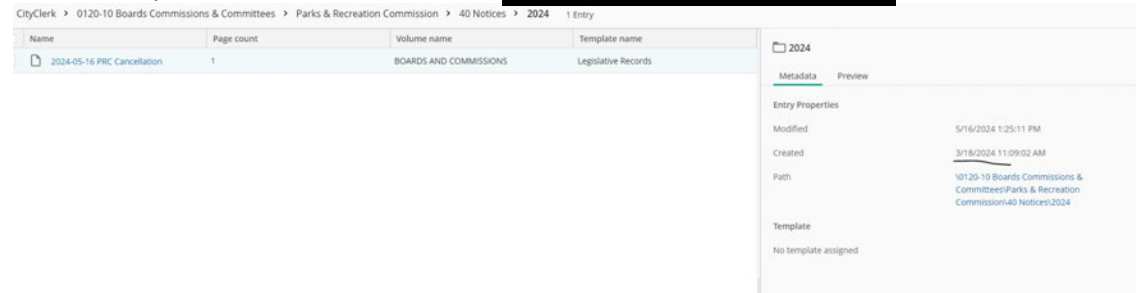 CityClerk > 0120-10 Boards Commissions & Committees > Parks & Recreation Commission > 40 Notices > 2024 1 Entry
Name Page count Volume name Template name
2024-05-16 PRC Cancellation 1 BOARDS AND COMMISSIONS Legislative Records
2024
Metadata Preview
Entry Properties
Modified 5/16/2024 1:25:11 PM
Created 3/18/2024 11:09:02 AM
Path \0120-10 Boards Commissions &
Committees\Parks & Recreation
Commission\40 Notices\2024
Template
No template assigned